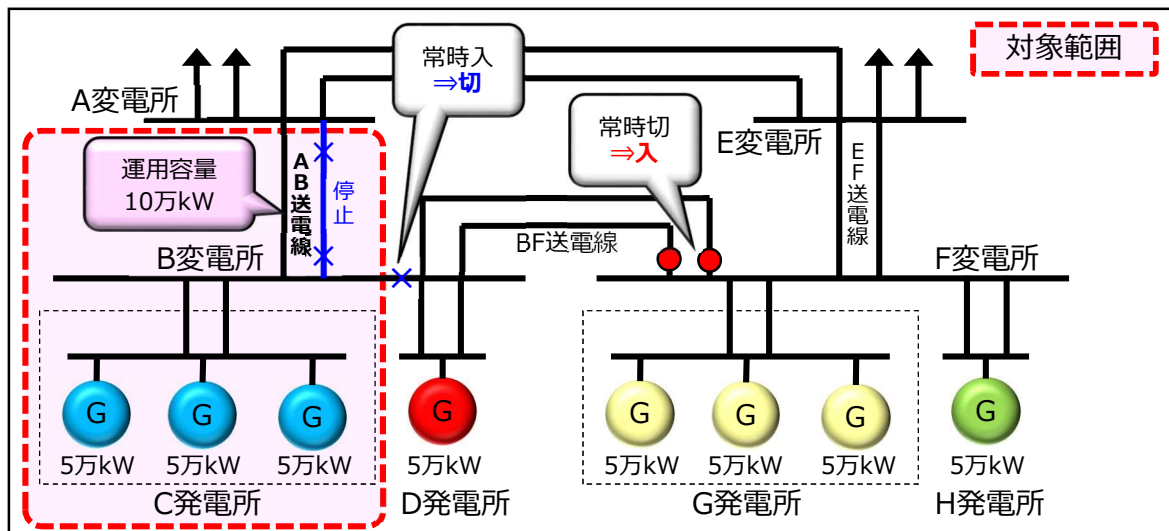 対象範囲
常時入
⇒切
A変電所
常時切
⇒入
E変電所
運用容量
10万kW
AB送電線
停止
EF送電線
BF送電線
B変電所
F変電所
G
G
G
G
G
G
G
G
5万kW
5万kW
5万kW
5万kW
5万kW
5万kW
5万kW
5万kW
C発電所
D発電所
G発電所
H発電所